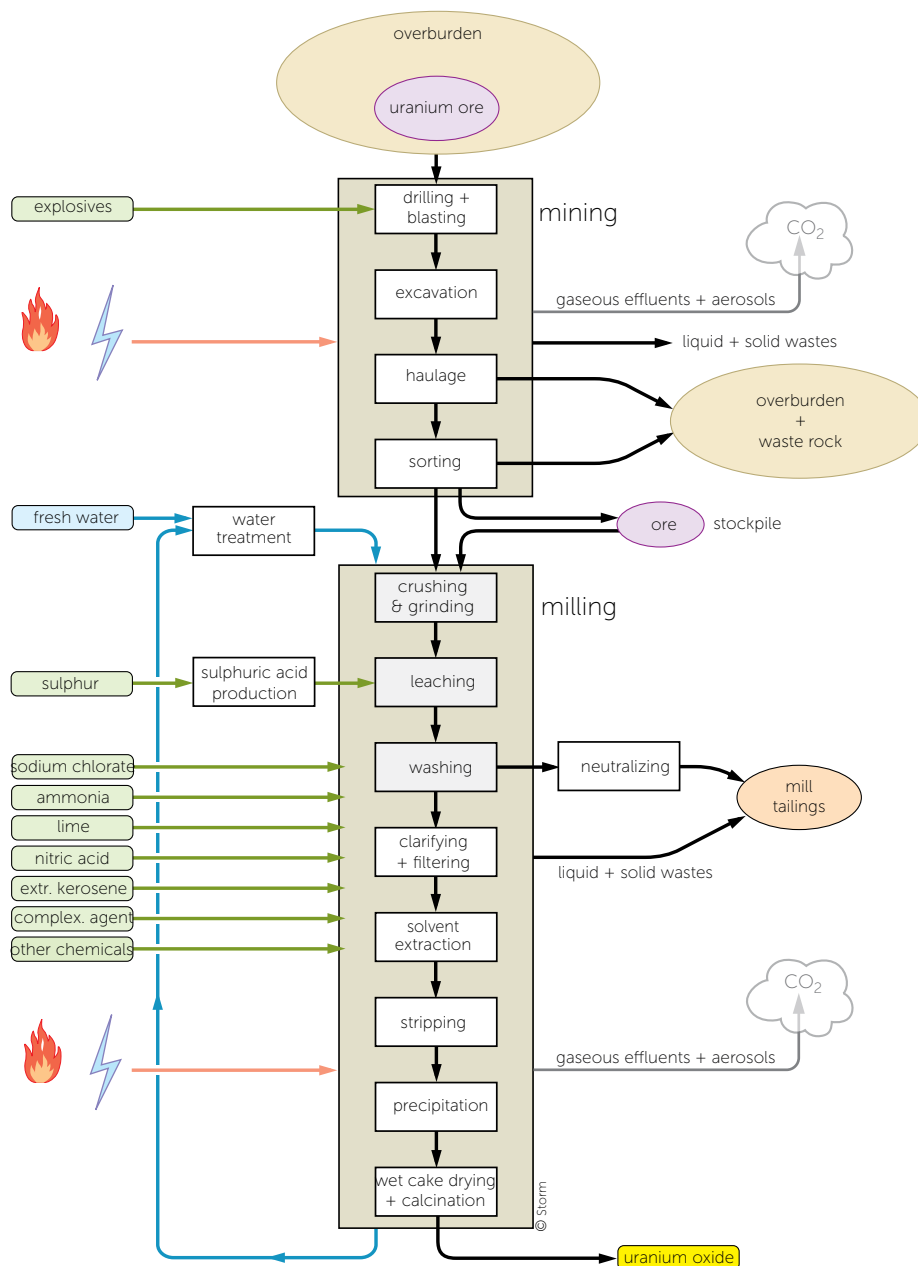 overburden
uranium ore
explosives
drilling +
blasting
mining
CO2
excavation
gaseous effluents + aerosols
liquid + solid wastes
haulage
overburden
+
waste rock
sorting
fresh water
water
treatment
ore
stockpile
crushing
& grinding
milling
sulphur
sulphuric acid
production
leaching
sodium chlorate
washing
neutralizing
ammonia
mill
tailings
lime
clarifying
+ filtering
nitric acid
liquid + solid wastes
extr. kerosene
complex. agent
solvent
extraction
other chemicals
CO2
stripping
gaseous effluents + aerosols
precipitation
wet cake drying
+ calcination
© Storm
uranium oxide